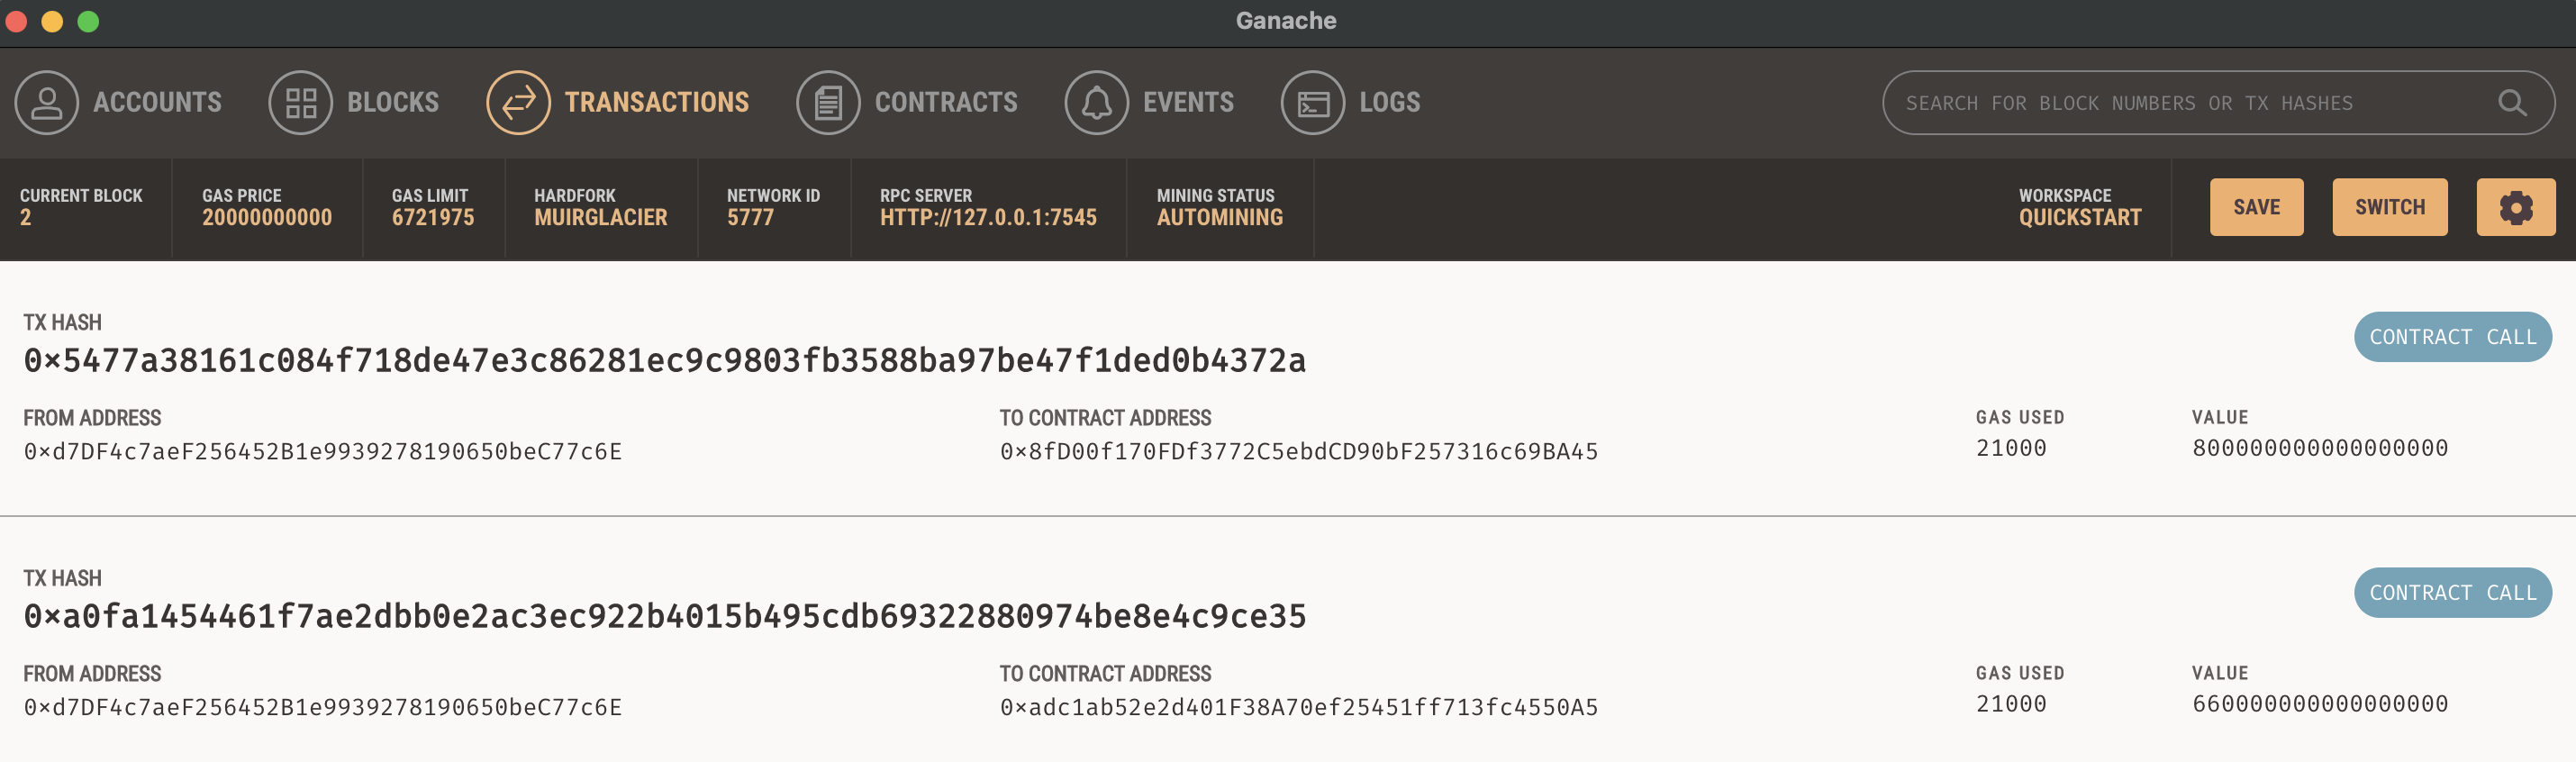 Ganache
ACCOUNTS BLOCKS TRANSACTIONS CONTRACTS EVENTS LOGS SEARCH FOR BLOCK NUMBERS OR TX HASHES
CURRENT BLOCK GAS PRICE GAS LIMIT HARDFORK NETWORK ID RPC SERVER MINING STATUS WORKSPACE
2 20000000000 6721975 MUIRGLACIER 5777 HTTP://127.0.0.1:7545 AUTOMINING QUICKSTART SAVE SWITCH
TX HASH
0×5477a38161c084f718de47e3c86281ec9c9803fb3588ba97be47f1ded0b4372a CONTRACT CALL
FROM ADDRESS TO CONTRACT ADDRESS GAS USED VALUE
0×d7DF4c7aeF256452B1e9939278190650beC77c6E 0×8fD00f170FDf3772C5ebdCD90bF257316c69BA45 21000 800000000000000000
TX HASH
0×a0fa1454461f7ae2dbb0e2ac3ec922b4015b495cdb69322880974be8e4c9ce35 CONTRACT CALL
FROM ADDRESS TO CONTRACT ADDRESS GAS USED VALUE
0×d7DF4c7aeF256452B1e9939278190650beC77c6E 0×adc1ab52e2d401F38A70ef25451ff713fc4550A5 21000 660000000000000000